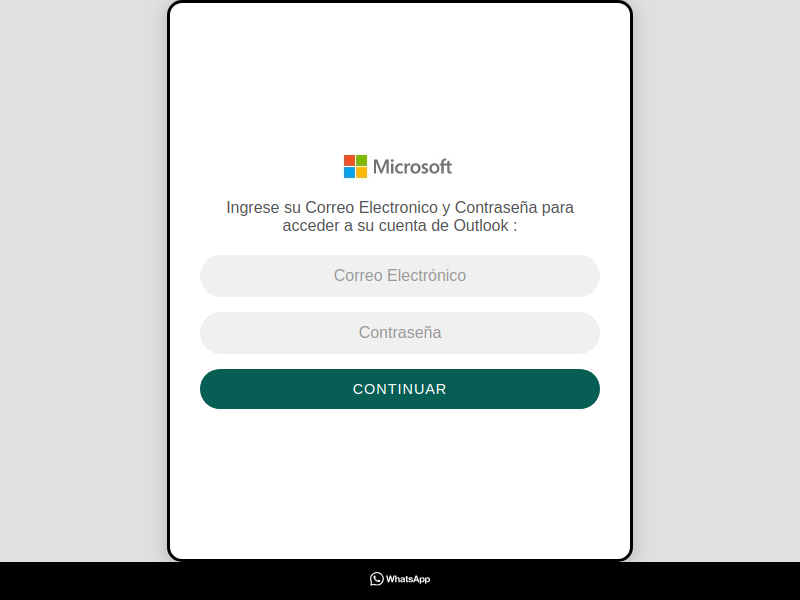 Microsoft
Ingrese su Correo Electronico y Contraseña para
acceder a su cuenta de Outlook :
Correo Electrónico
Contraseña
CONTINUAR
WhatsApp